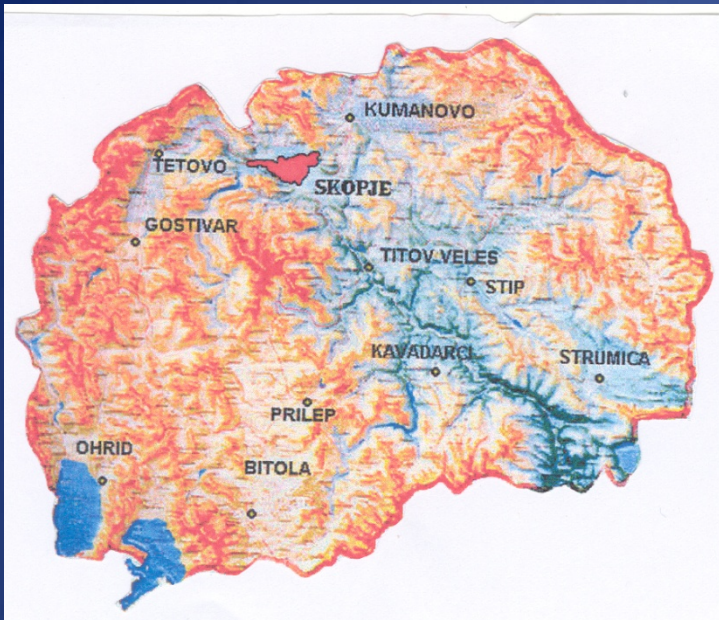 KUMANOVO
TETOVO
SKOPJE
GOSTIVAR
TITOV VELES
STIP
KAVADARCI
STRUMICA
PRILEP
OHRID
BITOLA